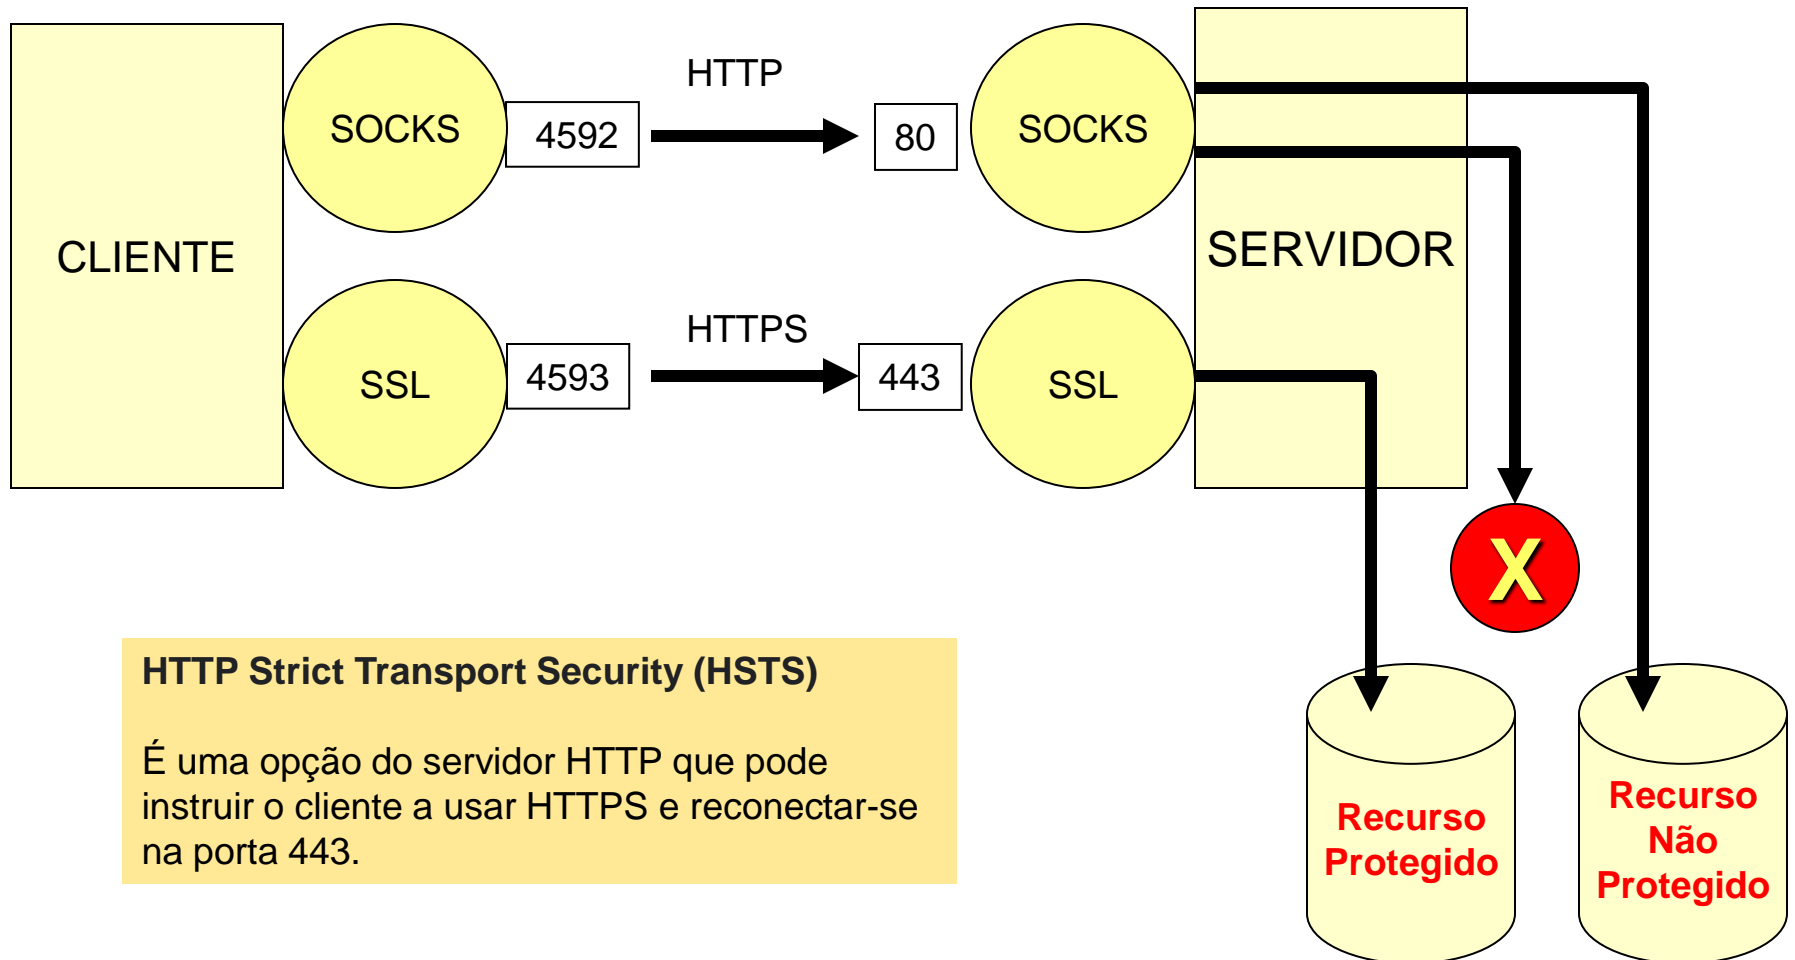 CLIENTE
SOCKS
4592
HTTP
80
SOCKS
SERVIDOR
SSL
4593
HTTPS
443
SSL
X
HTTP Strict Transport Security (HSTS)
É uma opção do servidor HTTP que pode
instruir o cliente a usar HTTPS e reconectar-se
na porta 443.
Recurso
Protegido
Recurso
Não
Protegido